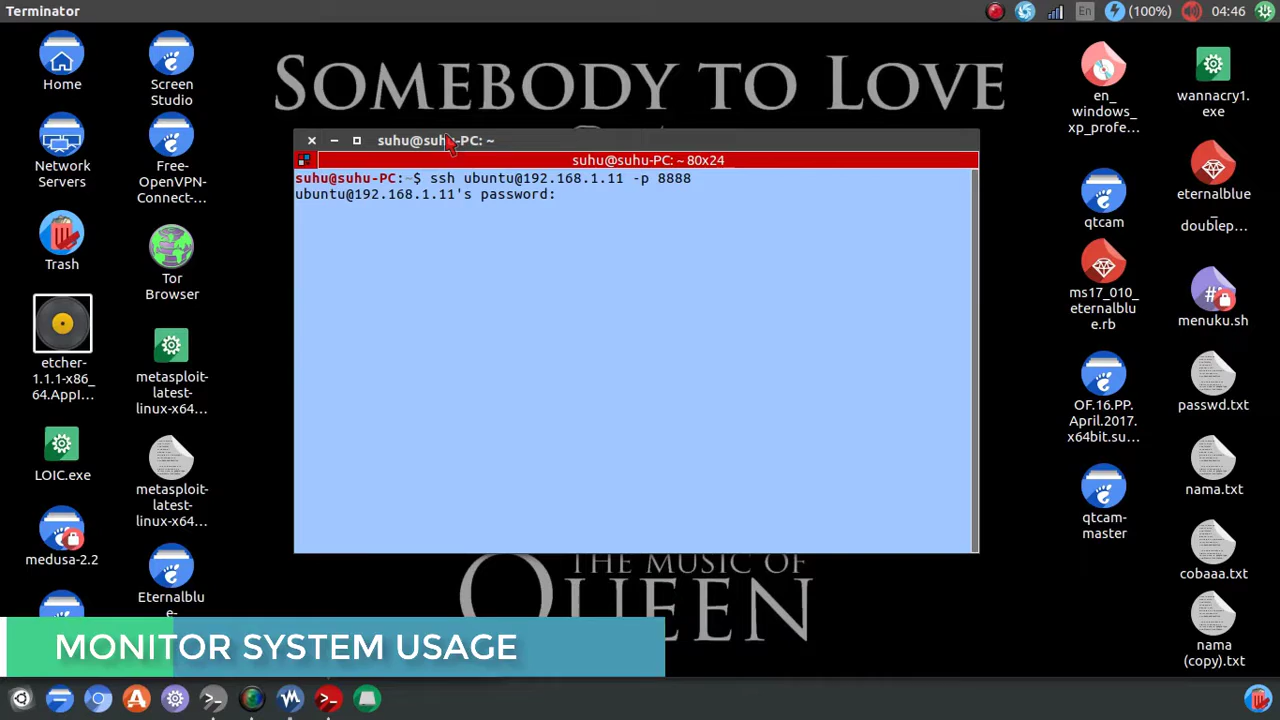 Terminator
En
(100%)
04:46
Home
Screen
Studio
Network
Servers
Free-
OpenVPN-
Connect-...
Trash
Tor
Browser
etcher-
1.1.1-x86_
64.AppI...
metasploit-
latest-
linux-x64...
LOIC.exe
metasploit-
latest-
linux-x64...
medusa-2.2
Eternalblue
-
SOMEBODY TO LOVE
suhu@suhu-PC: ~
suhu@suhu-PC: ~ 80x24
suhu@suhu-PC:~$ ssh ubuntu@192.168.1.11 -p 8888
ubuntu@192.168.1.11's password:
THE MUSIC OF
QUEEN
en_
windows_
xp_profe...
wannacry1.
exe
qtcam
eternalblue
_
doublep...
ms17_010_
eternalblu
e.rb
#!
menuku.sh
OF.16.PP.
April.2017.
x64bit.su...
passwd.txt
nama.txt
qtcam-
master
cobaaa.txt
nama
(copy).txt
MONITOR SYSTEM USAGE